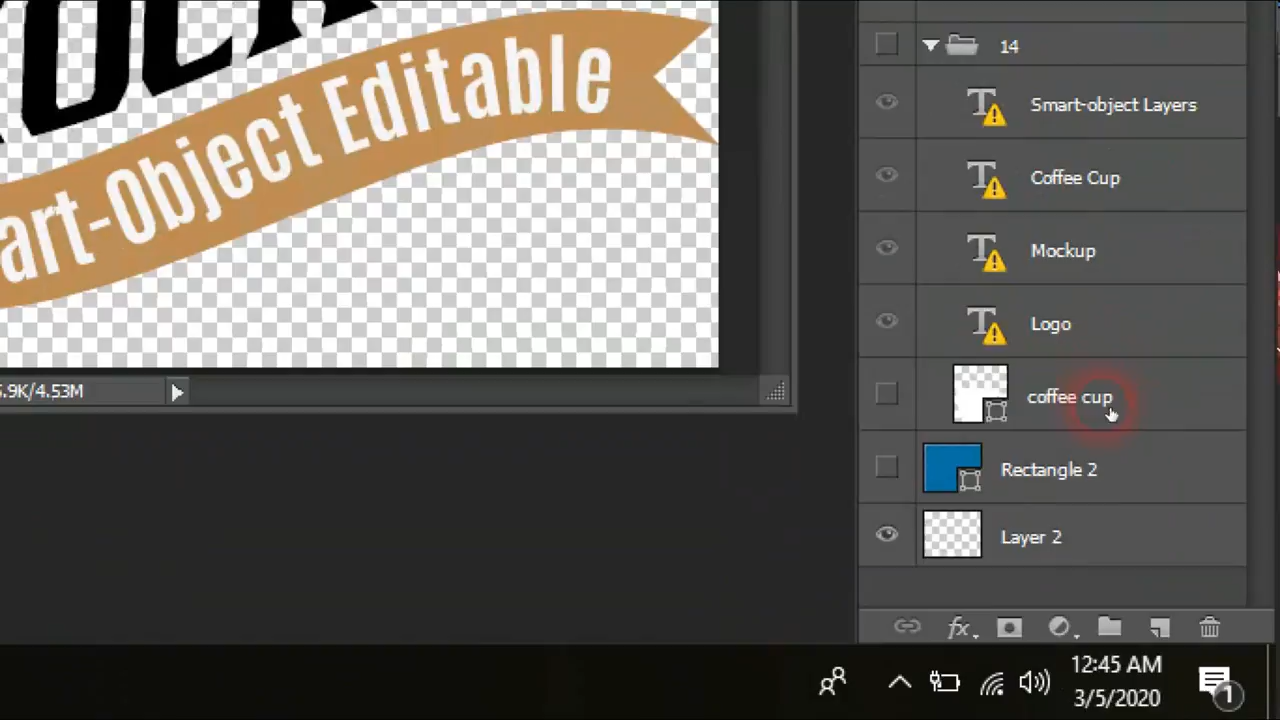 art-Object Editable
14
Smart-object Layers
Coffee Cup
Mockup
Logo
coffee cup
Rectangle 2
Layer 2
.9K/4.53M
fx
12:45 AM
3/5/2020
1